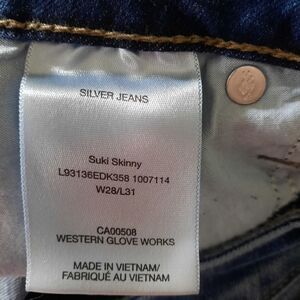 SILVER JEANS
Suki Skinny
L93136EDK358 1007114
W28/L31
CA00508
WESTERN GLOVE WORKS
MADE IN VIETNAM/
FABRIQUÉ AU VIETNAM